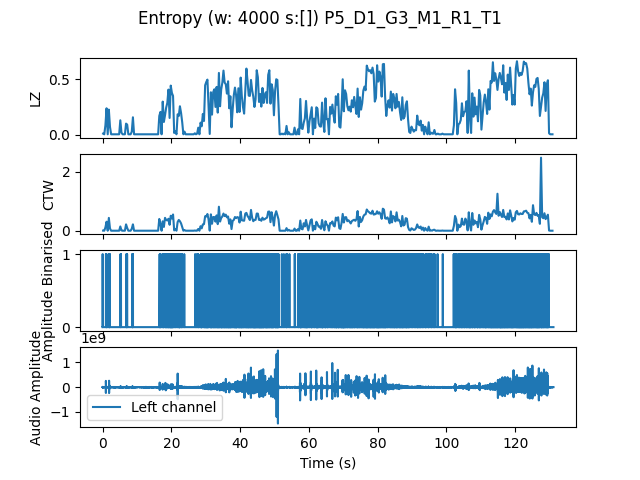 Entropy (w: 4000 s:[]) P5_D1_G3_M1_R1_T1
0.5
0.0
LZ
2
0
CTW
1
0
Amplitude Binarised
1e9
1
0
−1
Audio Amplitude
Left channel
0 20 40 60 80 100 120
Time (s)